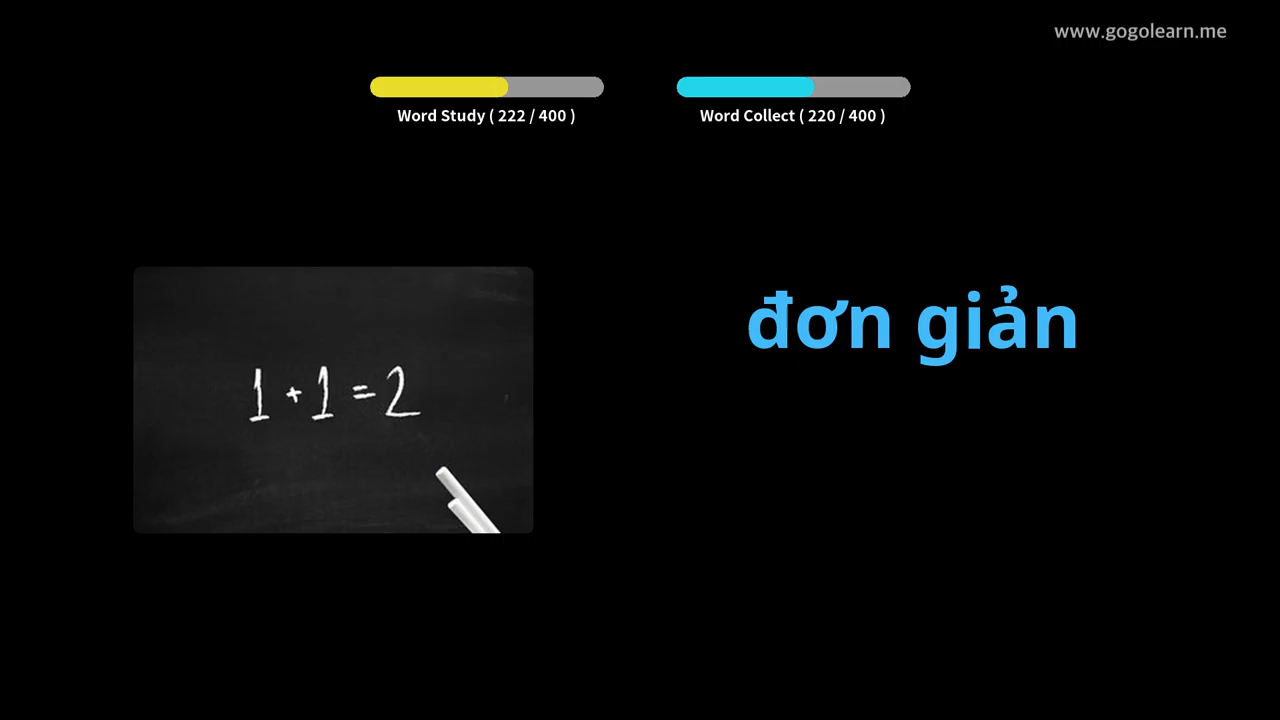 www.gogolearn.me
Word Study ( 222 / 400 )
Word Collect ( 220 / 400 )
đơn giản
1 + 1 = 2